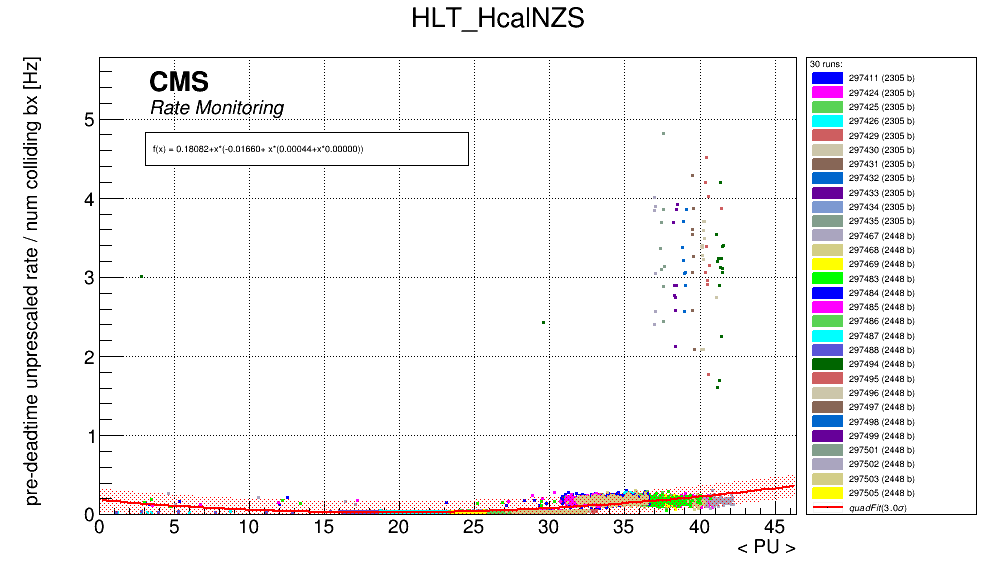 HLT_HcalNZS
pre-deadtime unprescaled rate / num colliding bx [Hz]
CMS
Rate Monitoring
f(x) = 0.18082+x*(-0.01660+ x*(0.00044+x*0.00000))
5
4
3
2
1
0
0 5 10 15 20 25 30 35 40 45
< PU >
30 runs:
297411 (2305 b)
297424 (2305 b)
297425 (2305 b)
297426 (2305 b)
297429 (2305 b)
297430 (2305 b)
297431 (2305 b)
297432 (2305 b)
297433 (2305 b)
297434 (2305 b)
297435 (2305 b)
297467 (2448 b)
297468 (2448 b)
297469 (2448 b)
297483 (2448 b)
297484 (2448 b)
297485 (2448 b)
297486 (2448 b)
297487 (2448 b)
297488 (2448 b)
297494 (2448 b)
297495 (2448 b)
297496 (2448 b)
297497 (2448 b)
297498 (2448 b)
297499 (2448 b)
297501 (2448 b)
297502 (2448 b)
297503 (2448 b)
297505 (2448 b)
quadFit(3.0σ)